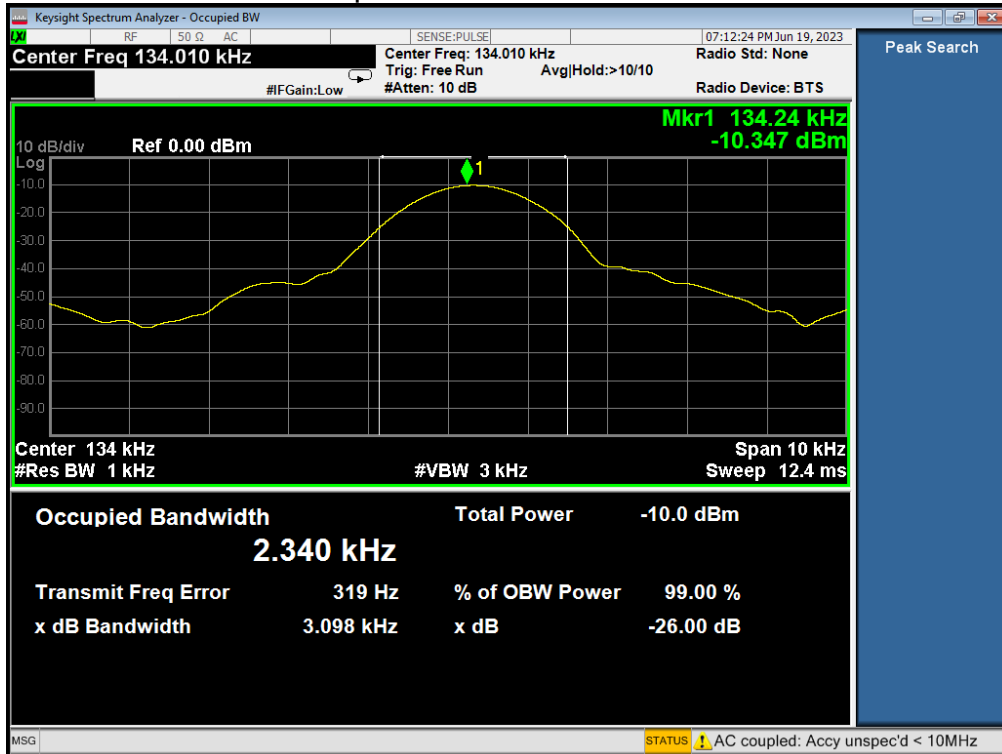 Keysight Spectrum Analyzer - Occupied BW
LXI RF 50 Ω AC SENSE:PULSE 07:12:24 PM Jun 19, 2023
Center Freq 134.010 kHz
Center Freq: 134.010 kHz Radio Std: None
Trig: Free Run Avg|Hold:>10/10
#IFGain:Low #Atten: 10 dB Radio Device: BTS
Peak Search
Mkr1 134.24 kHz
-10.347 dBm
10 dB/div Ref 0.00 dBm
Log
1
-10.0
-20.0
-30.0
-40.0
-50.0
-60.0
-70.0
-80.0
-90.0
Center 134 kHz Span 10 kHz
#Res BW 1 kHz #VBW 3 kHz Sweep 12.4 ms
Occupied Bandwidth Total Power -10.0 dBm
2.340 kHz
Transmit Freq Error 319 Hz % of OBW Power 99.00 %
x dB Bandwidth 3.098 kHz x dB -26.00 dB
MSG STATUS AC coupled: Accy unspec'd < 10MHz